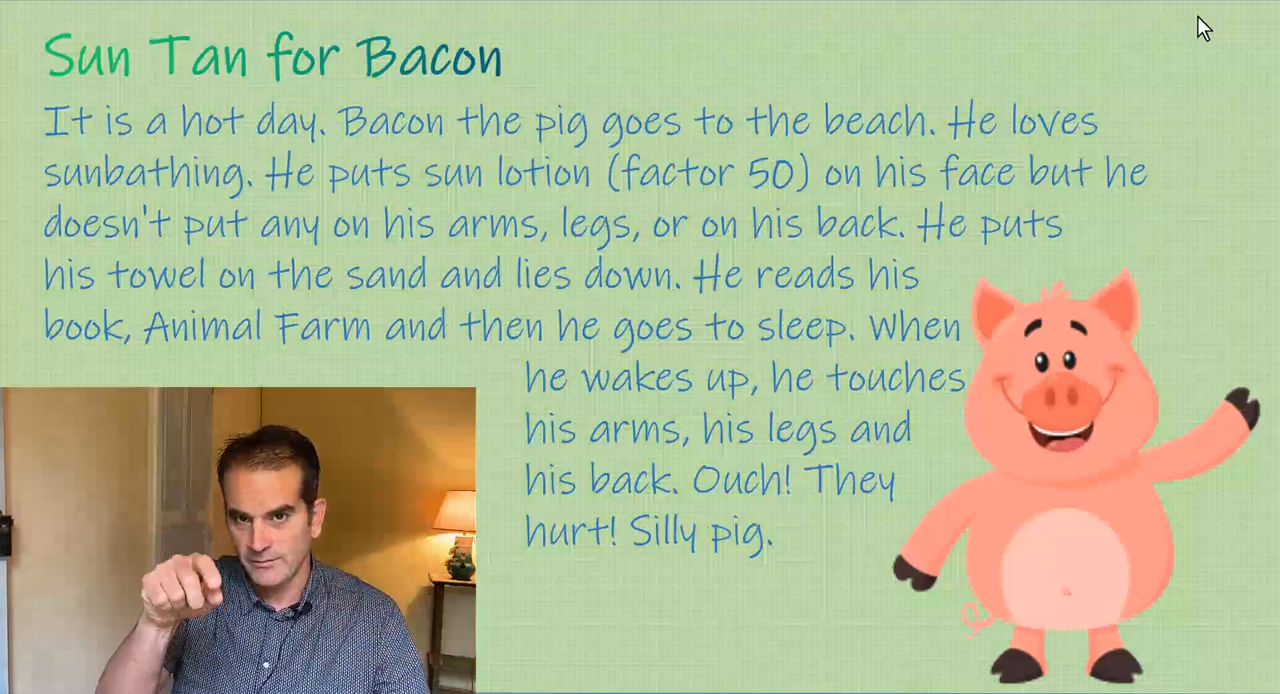 Sun Tan for Bacon
It is a hot day. Bacon the pig goes to the beach. He loves
sunbathing. He puts sun lotion (factor 50) on his face but he
doesn't put any on his arms, legs, or on his back. He puts
his towel on the sand and lies down. He reads his
book, Animal Farm and then he goes to sleep. When
he wakes up, he touches
his arms, his legs and
his back. Ouch! They
hurt! Silly pig.